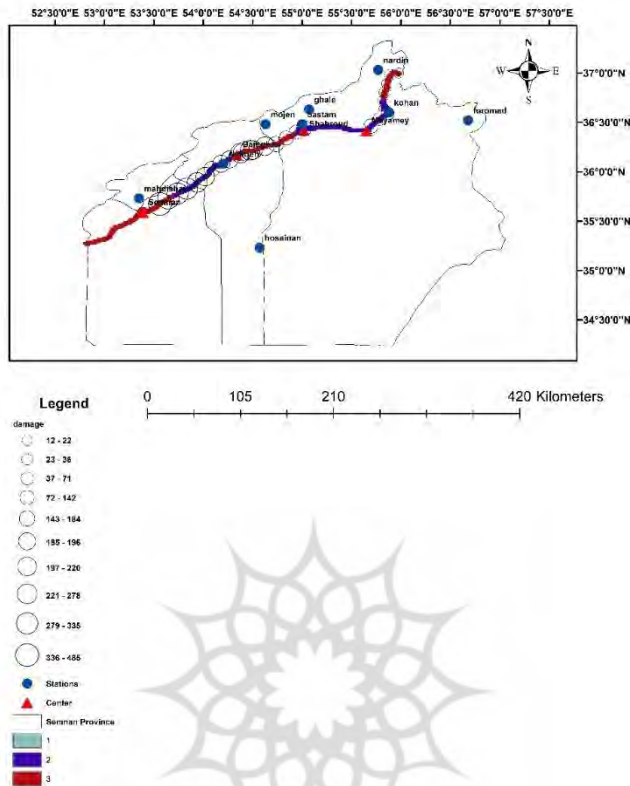 52°30'0"E 53°0'0"E 53°30'0"E 54°0'0"E 54°30'0"E 55°0'0"E 55°30'0"E 56°0'0"E 56°30'0"E 57°0'0"E 57°30'0"E
N
W E
S
37°0'0"N
36°30'0"N
36°0'0"N
35°30'0"N
35°0'0"N
34°30'0"N
nardin
ghale
kohan
mojen
Bastam
Shahroud
Mayamey
foromad
hosainan
0 105 210 420 Kilometers
Legend
damage
12 - 22
23 - 36
37 - 71
72 - 142
143 - 184
185 - 196
197 - 220
221 - 278
279 - 335
336 - 485
Stations
Center
Semnan Province
1
2
3